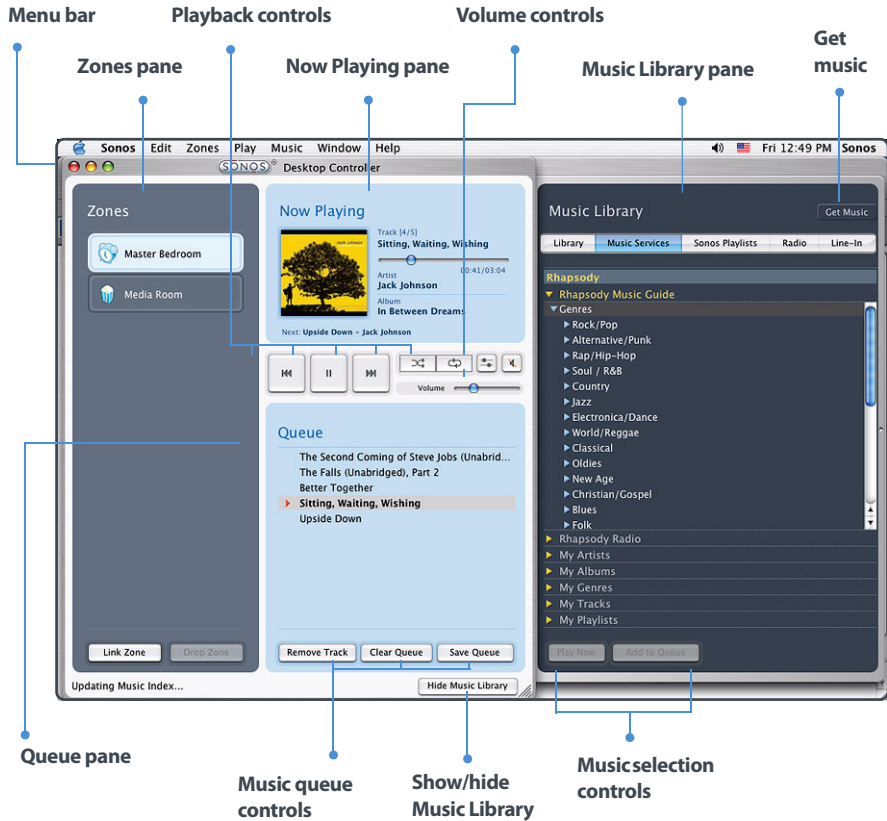 Menu bar
Playback controls
Volume controls
Get
music
Zones pane
Now Playing pane
Music Library pane
Sonos Edit Zones Play Music Window Help
Fri 12:49 PM Sonos
SONOS® Desktop Controller
Zones
Master Bedroom
Media Room
Link Zone
Drop Zone
Updating Music Index...
Now Playing
Jack Johnson
Track [4/5]
Sitting, Waiting, Wishing
00:41/03:04
Artist
Jack Johnson
Album
In Between Dreams
Next: Upside Down - Jack Johnson
Volume
Queue
The Second Coming of Steve Jobs (Unabrid...
The Falls (Unabridged), Part 2
Better Together
Sitting, Waiting, Wishing
Upside Down
Remove Track
Clear Queue
Save Queue
Hide Music Library
Music Library
Get Music
Library
Music Services
Sonos Playlists
Radio
Line-In
Rhapsody
Rhapsody Music Guide
Genres
Rock/Pop
Alternative/Punk
Rap/Hip-Hop
Soul / R&B
Country
Jazz
Electronica/Dance
World/Reggae
Classical
Oldies
New Age
Christian/Gospel
Blues
Folk
Rhapsody Radio
My Artists
My Albums
My Genres
My Tracks
My Playlists
Play Now
Add to Queue
Queue pane
Music queue
controls
Show/hide
Music Library
Music selection
controls